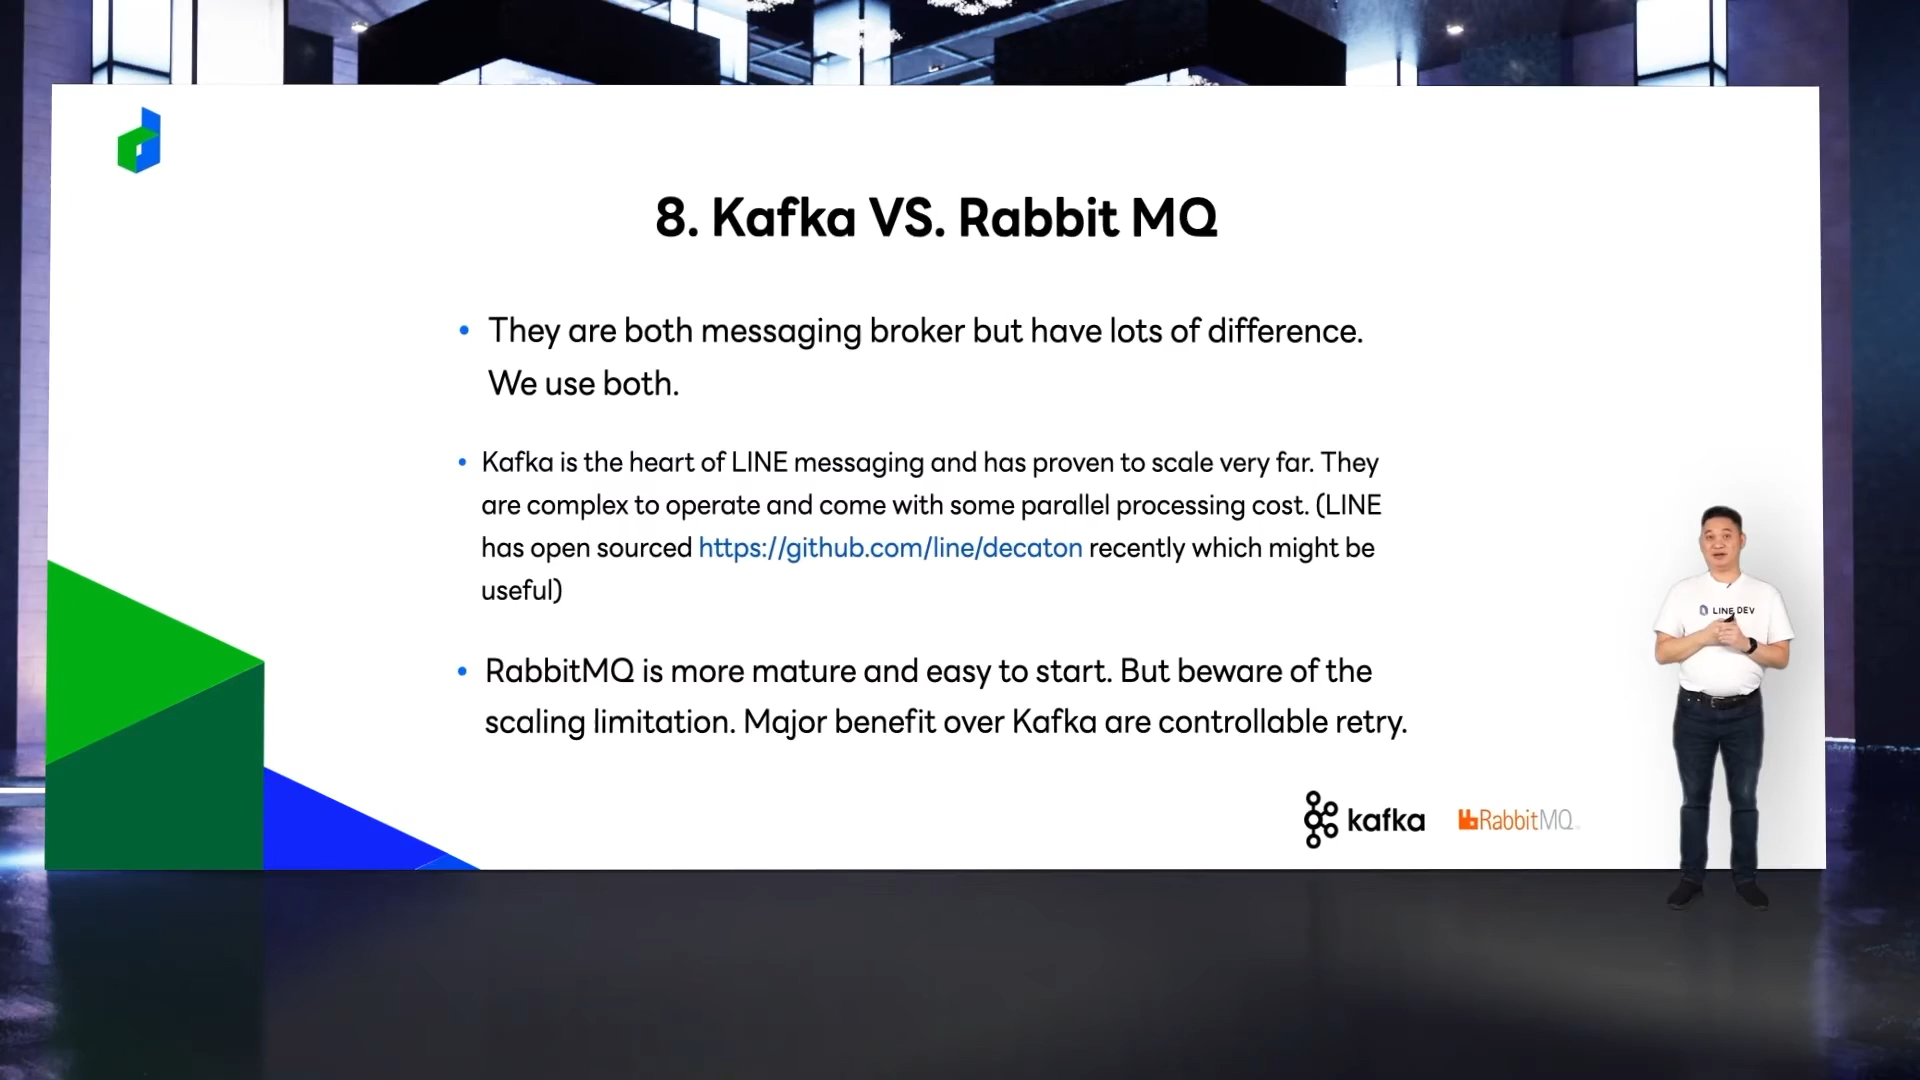 8. Kafka VS. Rabbit MQ
• They are both messaging broker but have lots of difference.
We use both.
• Kafka is the heart of LINE messaging and has proven to scale very far. They
are complex to operate and come with some parallel processing cost. (LINE
has open sourced https://github.com/line/decaton recently which might be
useful)
• RabbitMQ is more mature and easy to start. But beware of the
scaling limitation. Major benefit over Kafka are controllable retry.
kafka
RabbitMQ
LINE DEV